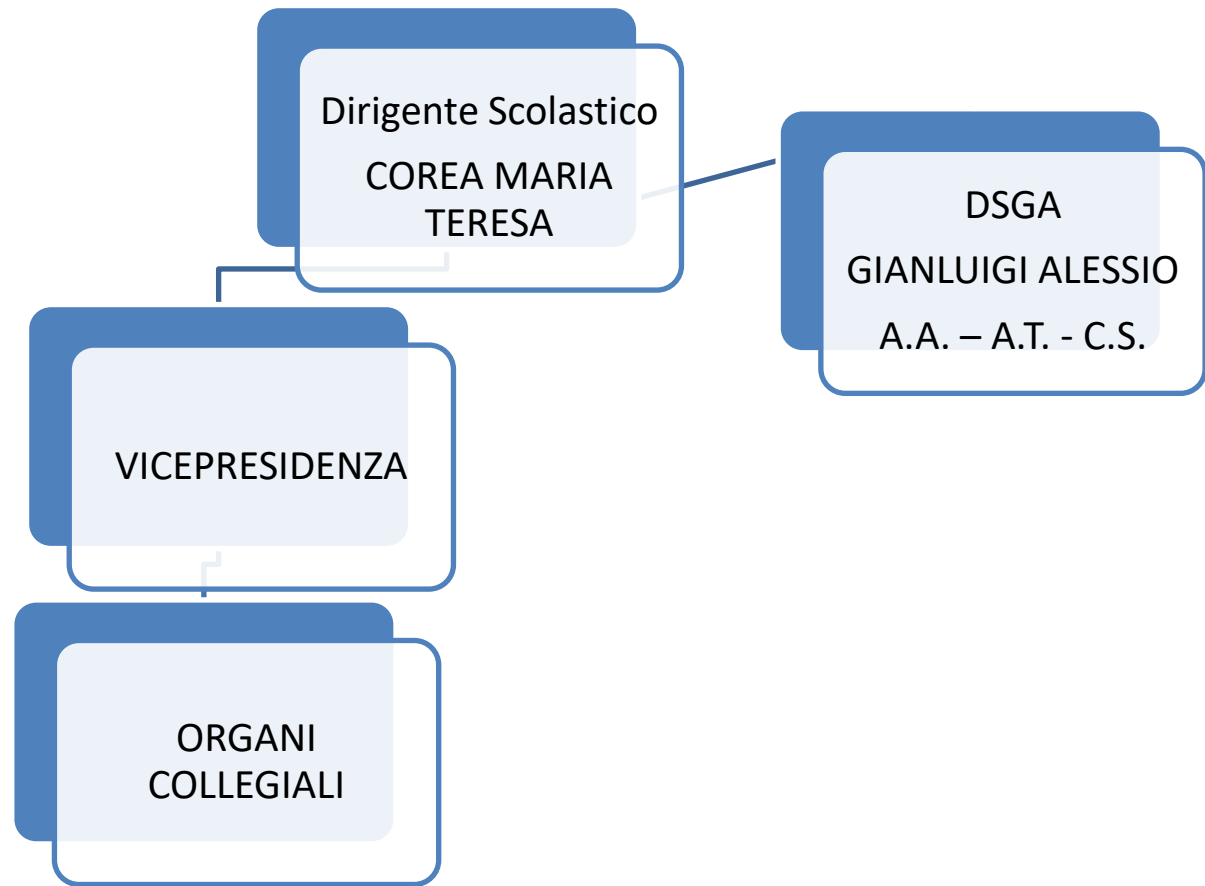 Dirigente Scolastico
COREA MARIA
TERESA
DSGA
GIANLUIGI ALESSIO
A.A. – A.T. - C.S.
VICEPRESIDENZA
ORGANI
COLLEGIALI